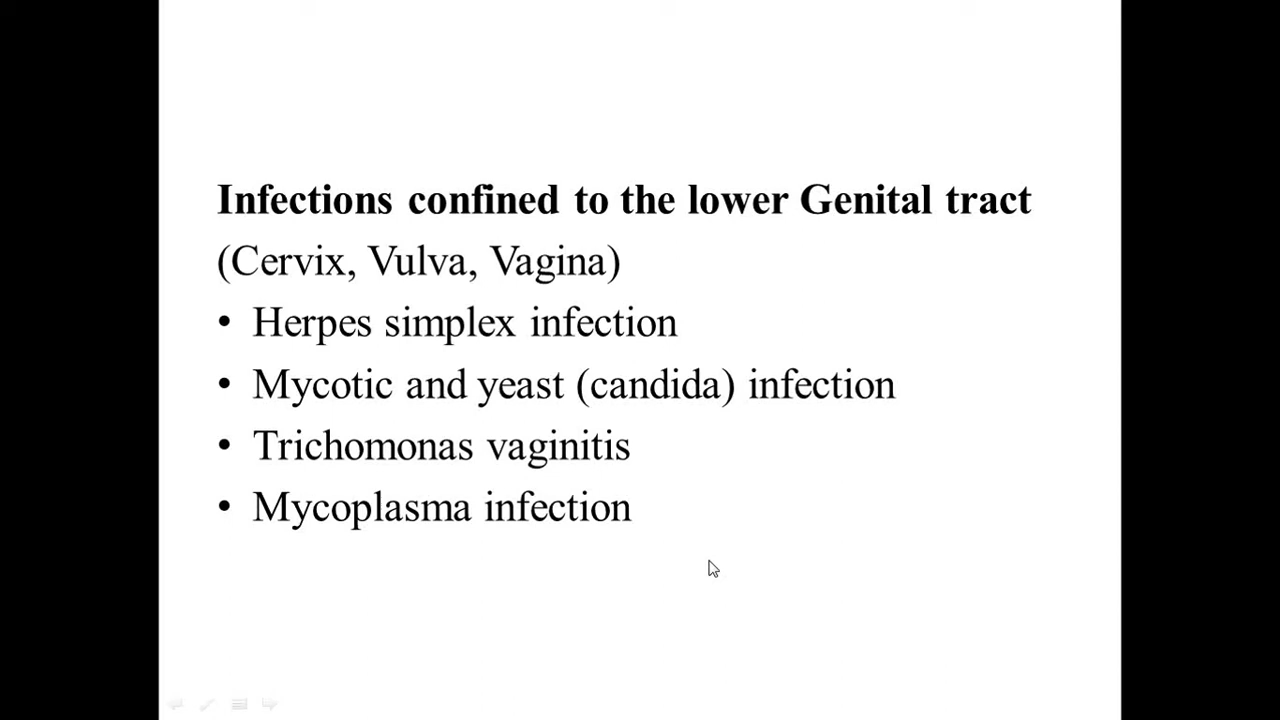 Infections confined to the lower Genital tract
(Cervix, Vulva, Vagina)
• Herpes simplex infection
• Mycotic and yeast (candida) infection
• Trichomonas vaginitis
• Mycoplasma infection